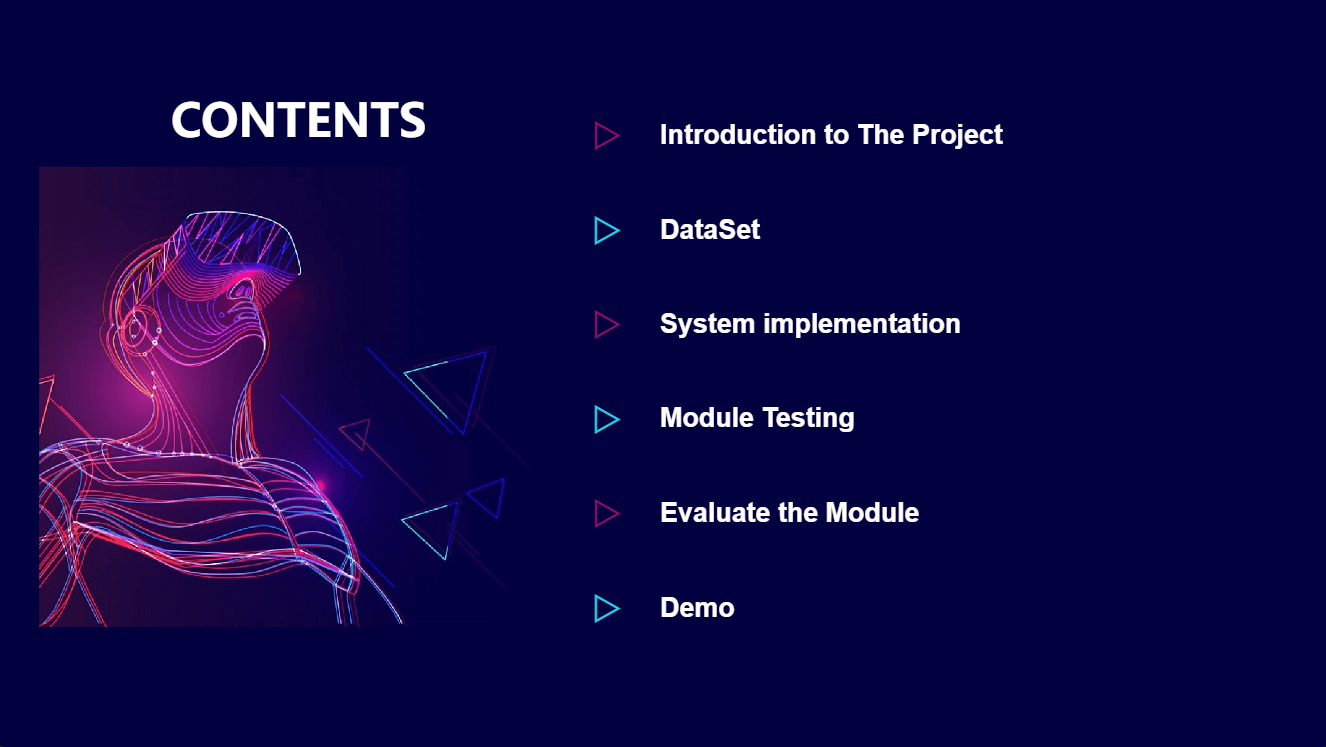 CONTENTS
Introduction to The Project
DataSet
System implementation
Module Testing
Evaluate the Module
Demo